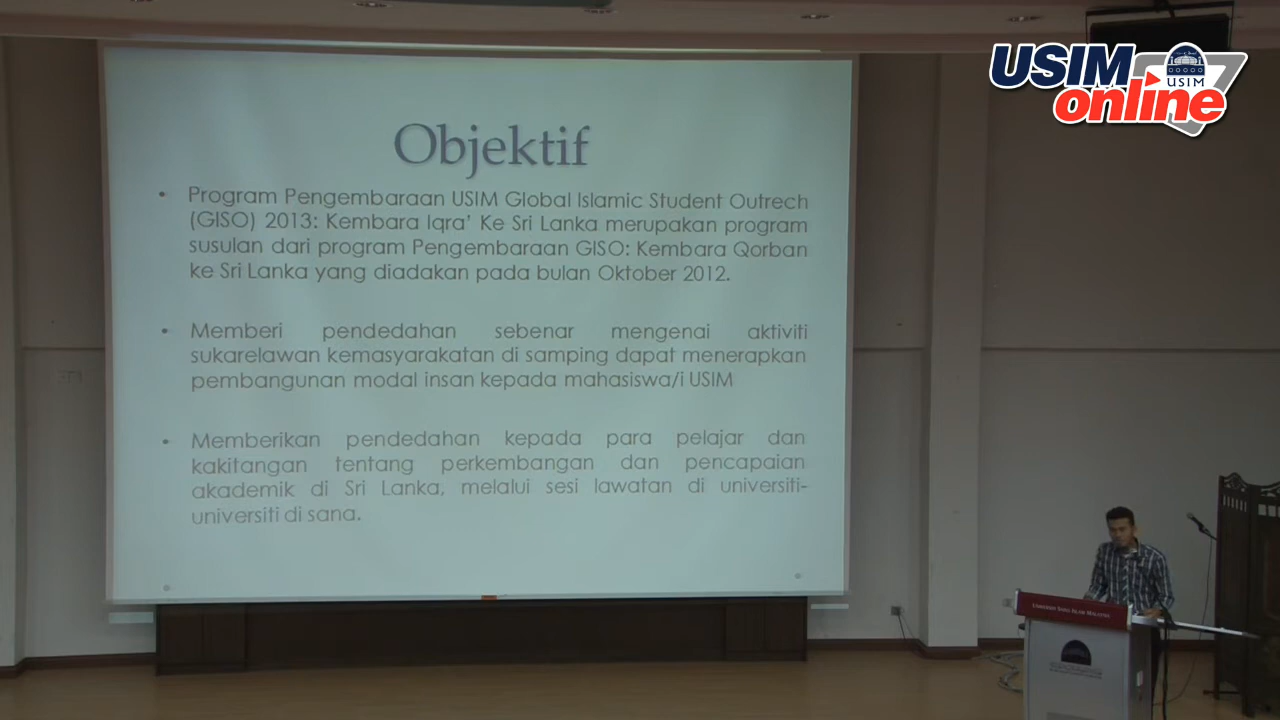 USIM
online
USIM
Objektif
• Program Pengembaraan USIM Global Islamic Student Outrech
(GISO) 2013: Kembara Iqra' Ke Sri Lanka merupakan program
susulan dari program Pengembaraan GISO: Kembara Qorban
ke Sri Lanka yang diadakan pada bulan Oktober 2012.
• Memberi pendedahan sebenar mengenai aktiviti
sukarelawan kemasyarakatan di samping dapat menerapkan
pembangunan modal insan kepada mahasiswa/i USIM
• Memberikan pendedahan kepada para pelajar dan
kakitangan tentang perkembangan dan pencapaian
akademik di Sri Lanka, melalui sesi lawatan di universiti-
universiti di sana.
Universiti Sains Islam Malaysia